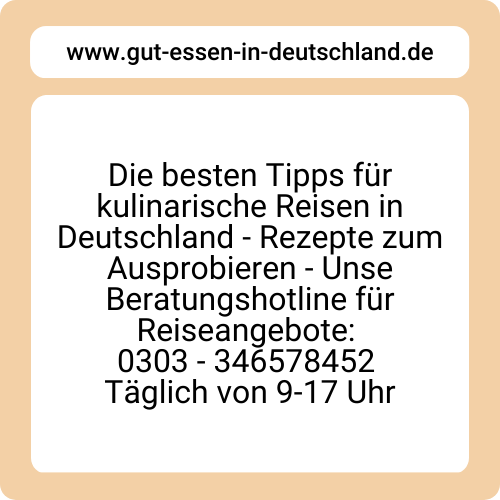 www.gut-essen-in-deutschland.de
Die besten Tipps für
kulinarische Reisen in
Deutschland - Rezepte zum
Ausprobieren - Unse
Beratungshotline für
Reiseangebote:
0303 - 346578452
Täglich von 9-17 Uhr